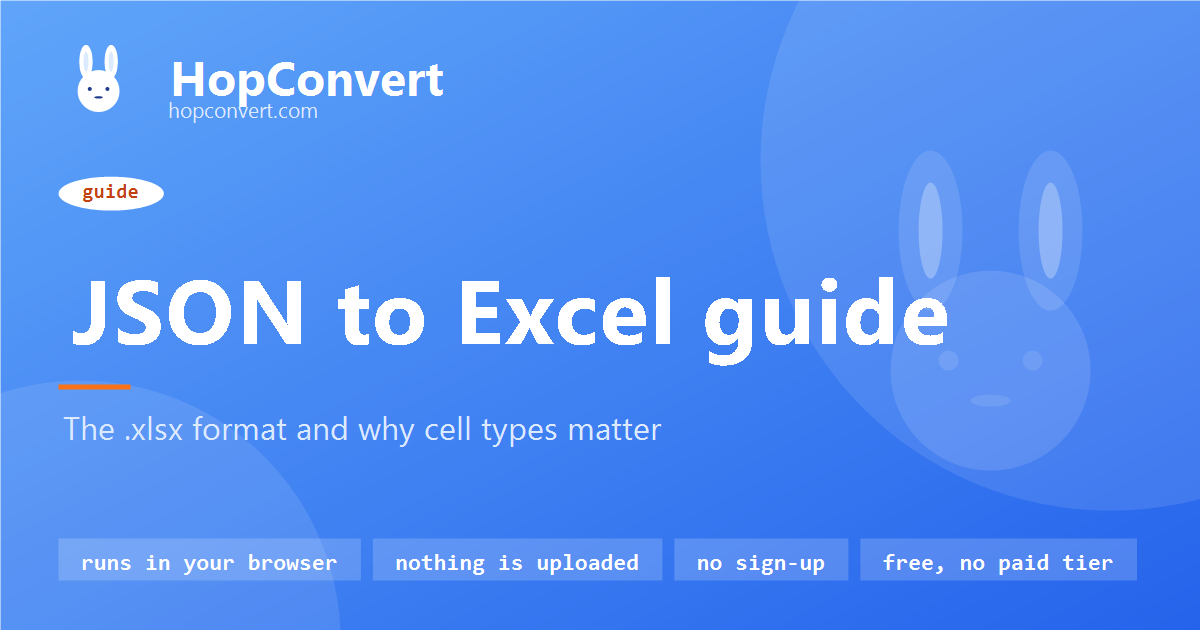 HopConvert
hopconvert.com
guide
JSON to Excel guide
The .xlsx format and why cell types matter
runs in your browser
nothing is uploaded
no sign-up
free, no paid tier